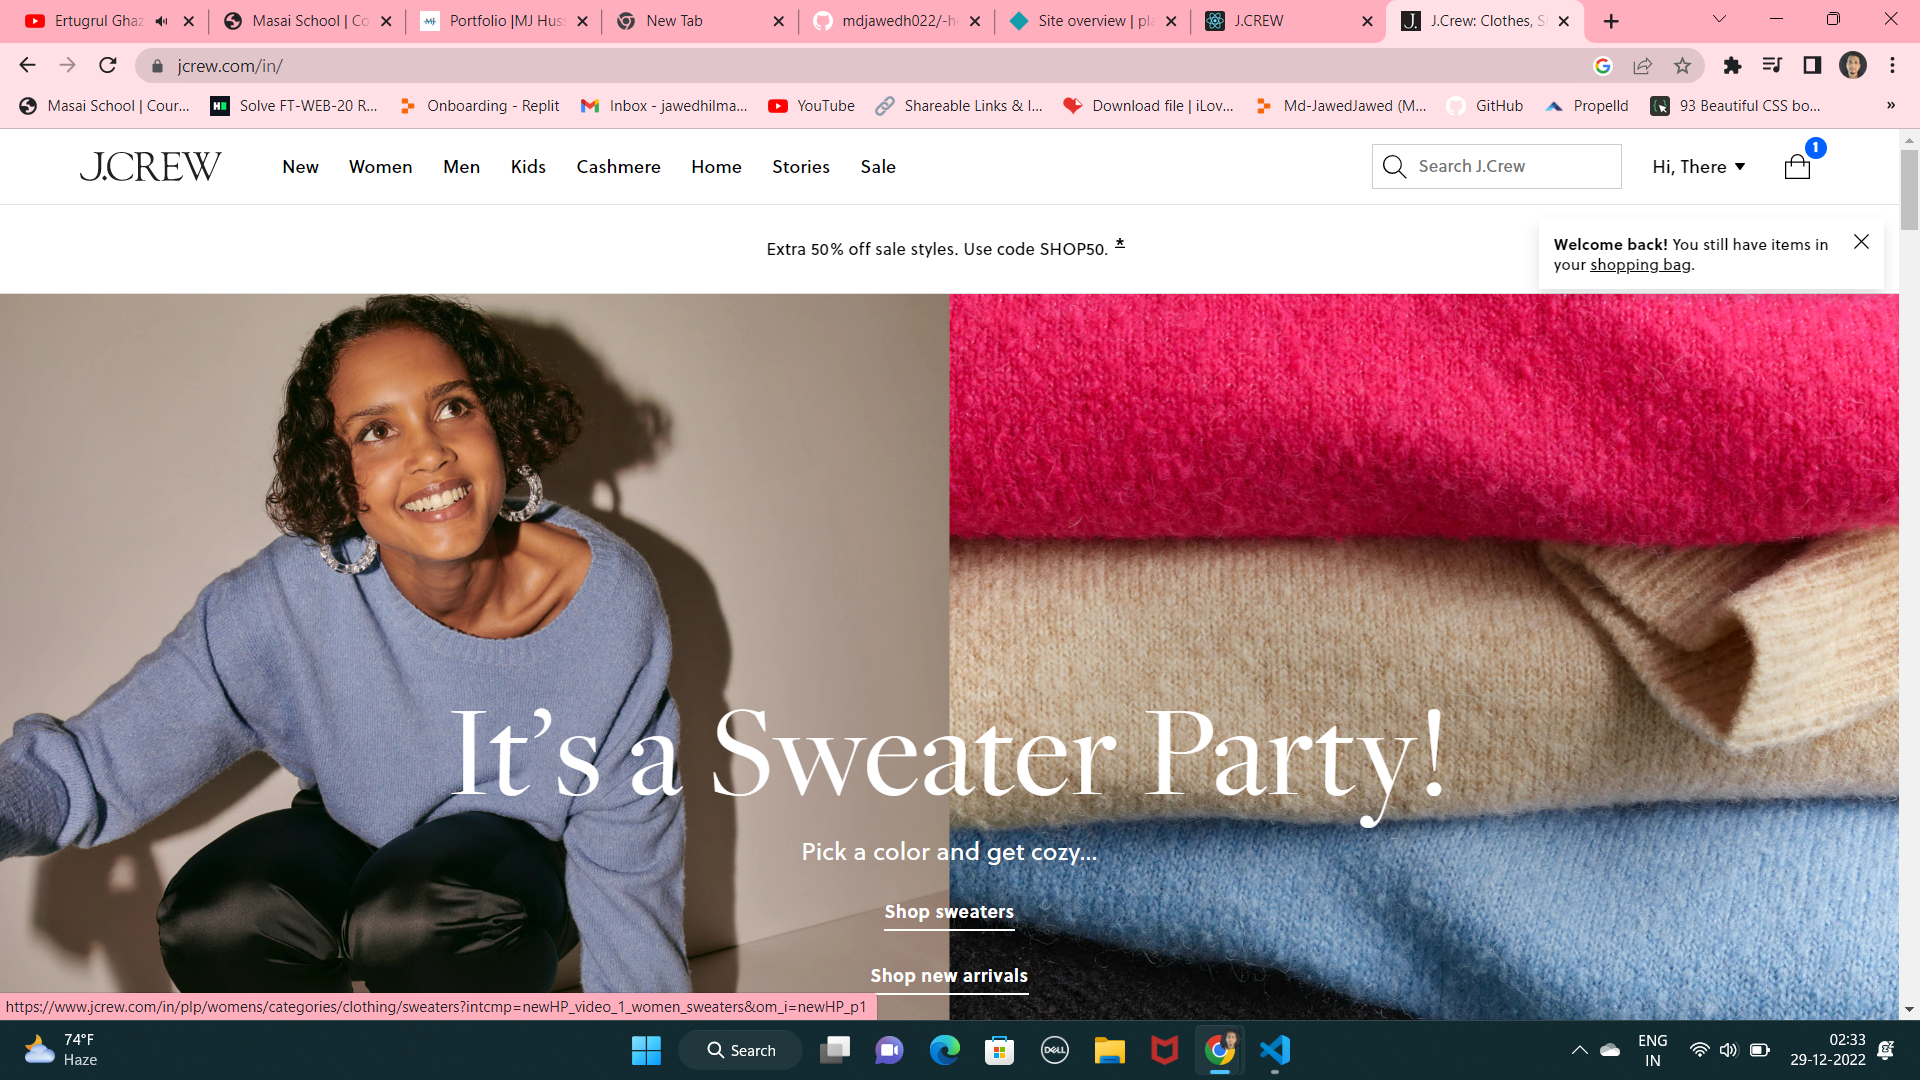 Ertugrul Ghaz
Masai School | Co
Portfolio |MJ Huss
New Tab
mdjawedh022/-he
Site overview | pla
J.CREW
J.Crew: Clothes, S
jcrew.com/in/
Masai School | Cour...
Solve FT-WEB-20 R...
Onboarding - Replit
Inbox - jawedhilma...
YouTube
Shareable Links & I...
Download file | iLov...
Md-JawedJawed (M...
GitHub
Propelld
93 Beautiful CSS bo...
»
J.CREW
New
Women
Men
Kids
Cashmere
Home
Stories
Sale
Search J.Crew
Hi, There
1
Extra 50% off sale styles. Use code SHOP50. *
Welcome back! You still have items in
your shopping bag.
It's a Sweater Party!
Pick a color and get cozy...
Shop sweaters
Shop new arrivals
https://www.jcrew.com/in/plp/womens/categories/clothing/sweaters?intcmp=newHP_video_1_women_sweaters&om_i=newHP_p1
74°F
Haze
Search
DELL
ENG
IN
02:33
29-12-2022